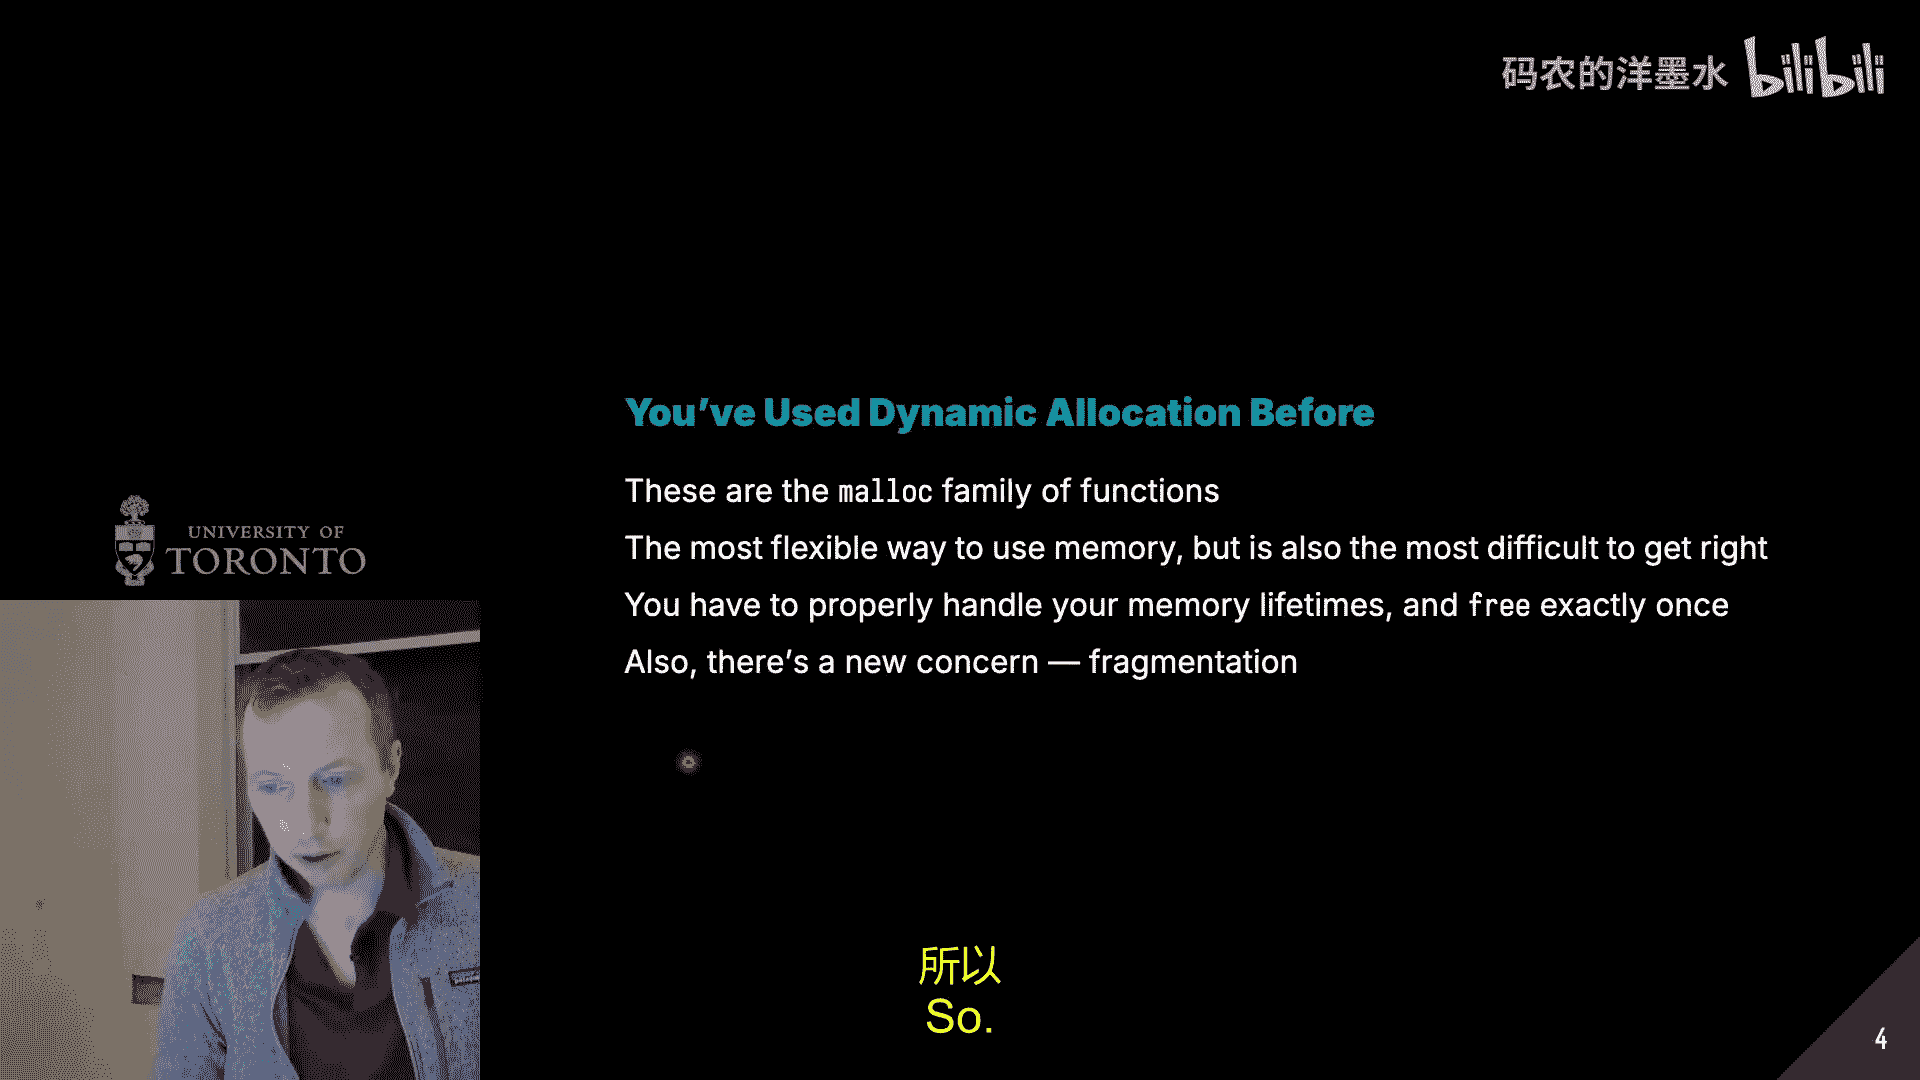 码农的洋墨水 bilibili
You’ve Used Dynamic Allocation Before
These are the malloc family of functions
The most flexible way to use memory, but is also the most difficult to get right
You have to properly handle your memory lifetimes, and free exactly once
Also, there’s a new concern — fragmentation
UNIVERSITY OF
TORONTO
所以
So.
4